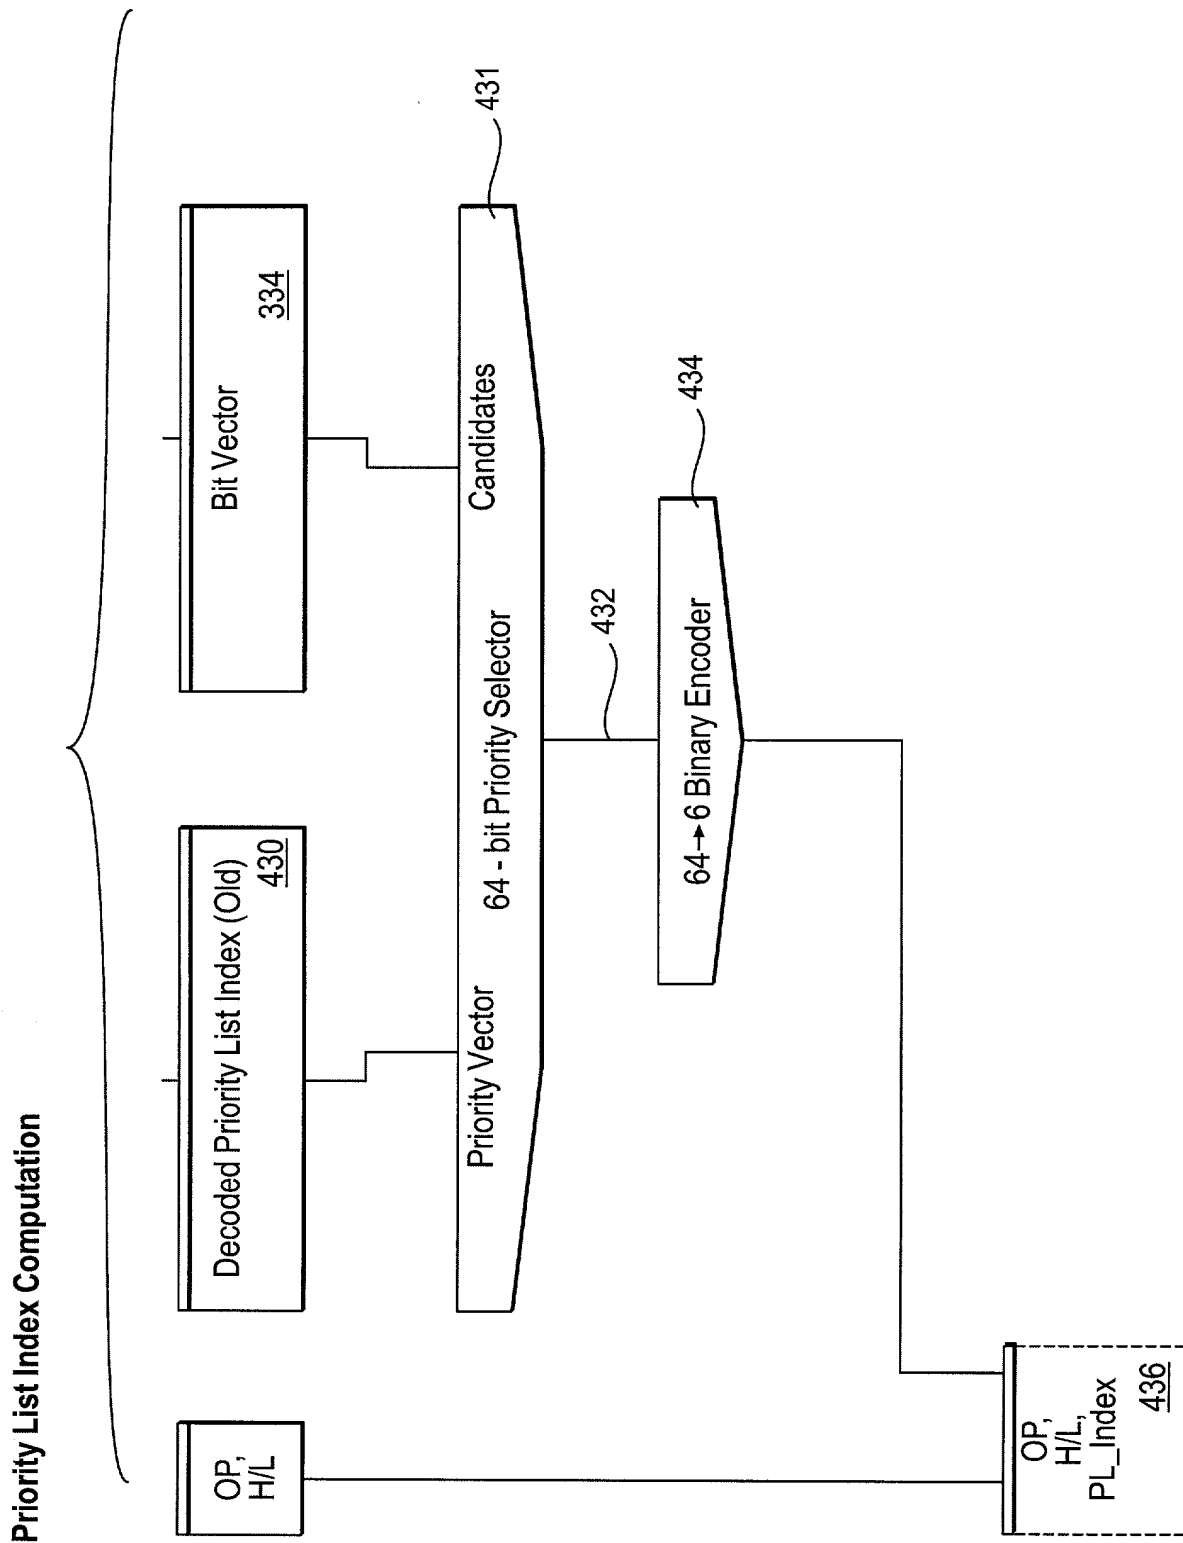 Priority List Index Computation
OP,
H/L
Decoded Priority List Index (Old)
430
Bit Vector
334
Priority Vector
64 - bit Priority Selector
Candidates
431
432
64→6 Binary Encoder
434
OP,
H/L,
PL_Index
436